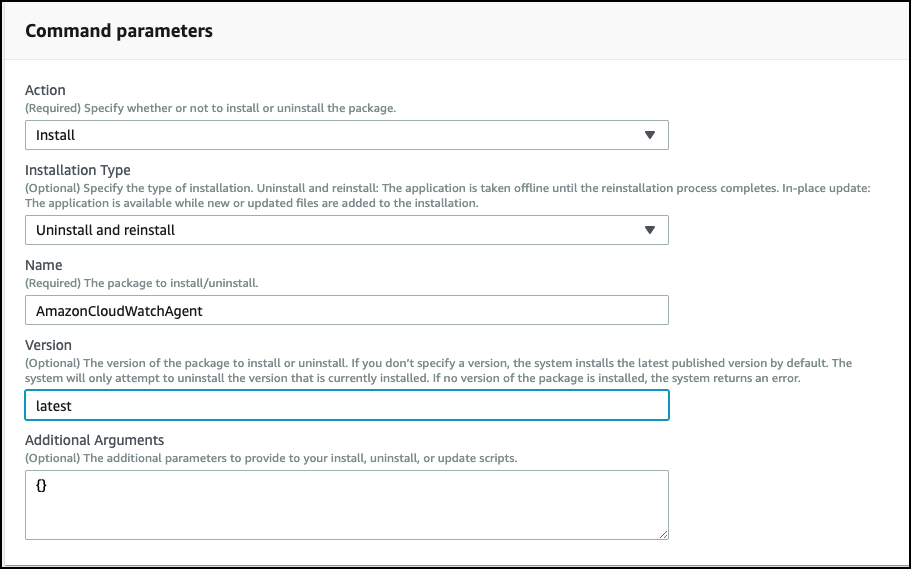 Command parameters
Action
(Required) Specify whether or not to install or uninstall the package.
Install
Installation Type
(Optional) Specify the type of installation. Uninstall and reinstall: The application is taken offline until the reinstallation process completes. In-place update:
The application is available while new or updated files are added to the installation.
Uninstall and reinstall
Name
(Required) The package to install/uninstall.
AmazonCloudWatchAgent
Version
(Optional) The version of the package to install or uninstall. If you don't specify a version, the system installs the latest published version by default. The
system will only attempt to uninstall the version that is currently installed. If no version of the package is installed, the system returns an error.
latest
Additional Arguments
(Optional) The additional parameters to provide to your install, uninstall, or update scripts.
{}